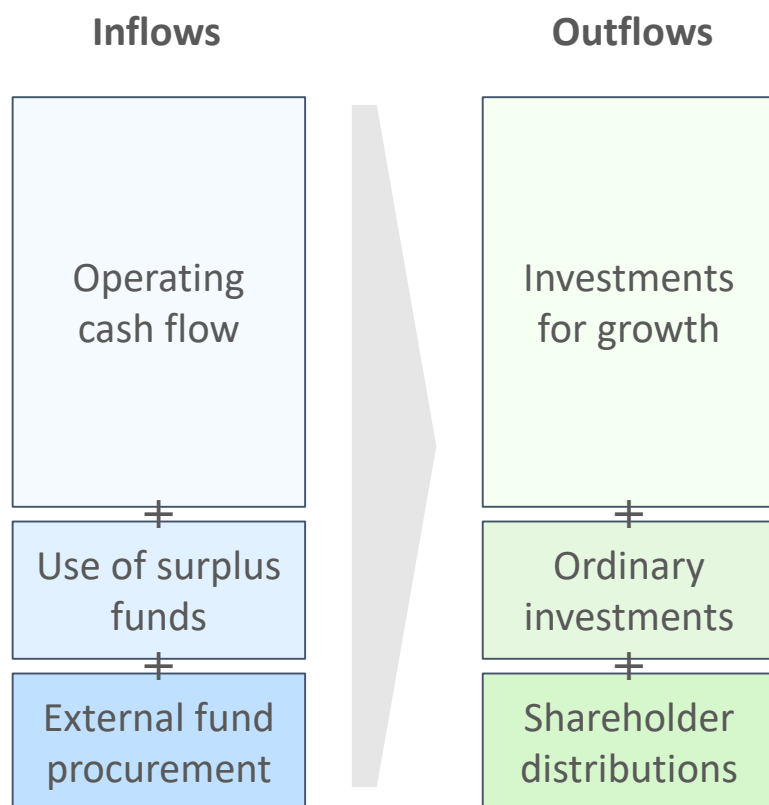 Inflows
Operating
cash flow
+
Use of surplus
funds
+
External fund
procurement
Outflows
Investments
for growth
+
Ordinary
investments
+
Shareholder
distributions